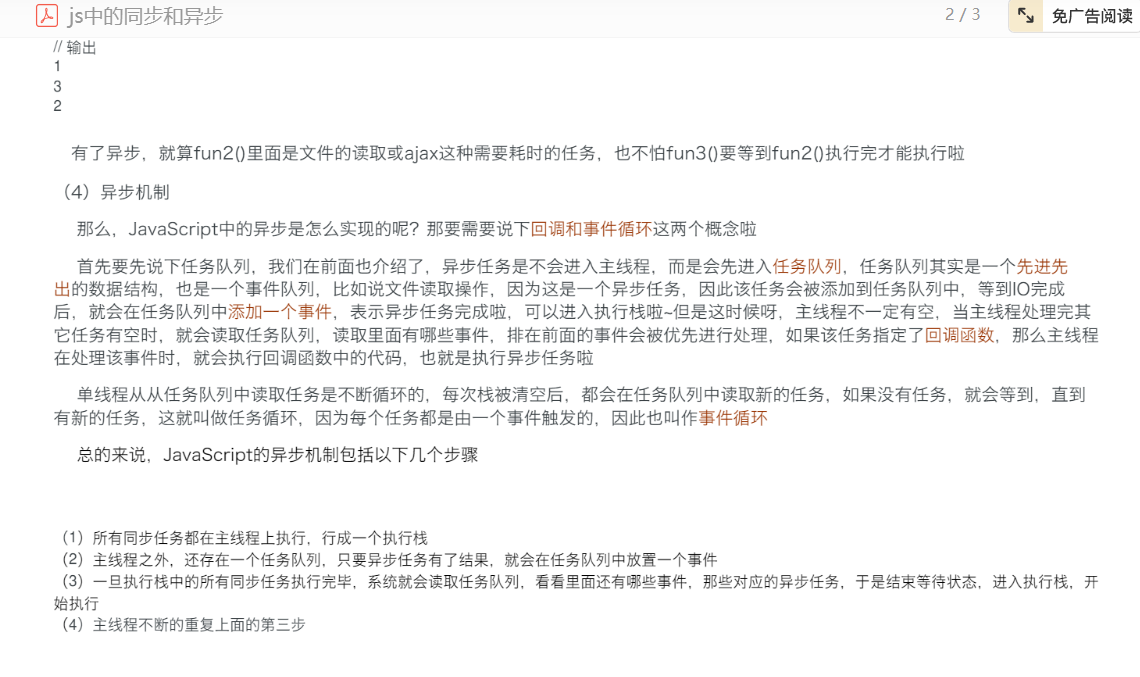 js中的同步和异步
2 / 3
免广告阅读
// 输出
1
3
2
有了异步，就算fun2()里面是文件的读取或ajax这种需要耗时的任务，也不怕fun3()要等到fun2()执行完才能执行啦
（4）异步机制
那么，JavaScript中的异步是怎么实现的呢？那要需要说下回调和事件循环这两个概念啦
首先要先说下任务队列，我们在前面也介绍了，异步任务是不会进入主线程，而是会先进入任务队列，任务队列其实是一个先进先
出的数据结构，也是一个事件队列，比如说文件读取操作，因为这是一个异步任务，因此该任务会被添加到任务队列中，等到IO完成
后，就会在任务队列中添加一个事件，表示异步任务完成啦，可以进入执行栈啦~但是这时候呀，主线程不一定有空，当主线程处理完其
它任务有空时，就会读取任务队列，读取里面有哪些事件，排在前面的事件会被优先进行处理，如果该任务指定了回调函数，那么主线程
在处理该事件时，就会执行回调函数中的代码，也就是执行异步任务啦
单线程从从任务队列中读取任务是不断循环的，每次栈被清空后，都会在任务队列中读取新的任务，如果没有任务，就会等到，直到
有新的任务，这就叫做任务循环，因为每个任务都是由一个事件触发的，因此也叫作事件循环
总的来说，JavaScript的异步机制包括以下几个步骤
（1）所有同步任务都在主线程上执行，行成一个执行栈
（2）主线程之外，还存在一个任务队列，只要异步任务有了结果，就会在任务队列中放置一个事件
（3）一旦执行栈中的所有同步任务执行完毕，系统就会读取任务队列，看看里面还有哪些事件，那些对应的异步任务，于是结束等待状态，进入执行栈，开
始执行
（4）主线程不断的重复上面的第三步